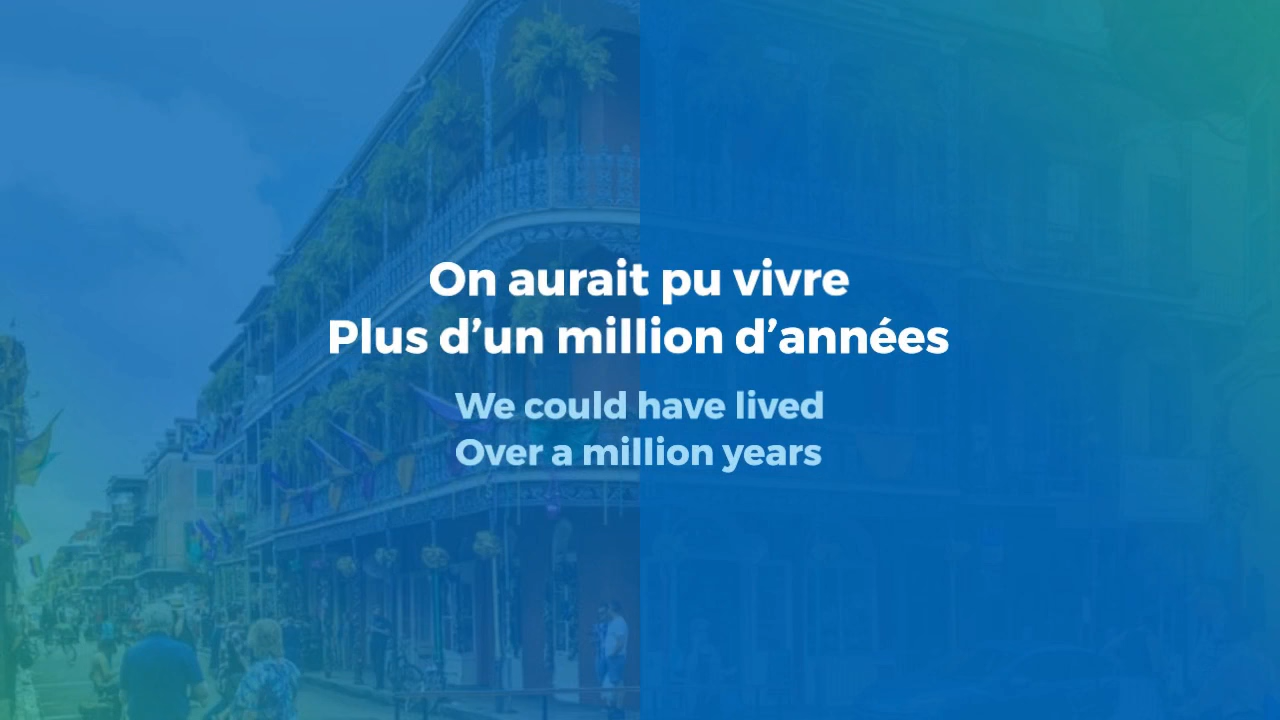 On aurait pu vivre
Plus d’un million d’années
We could have lived
Over a million years